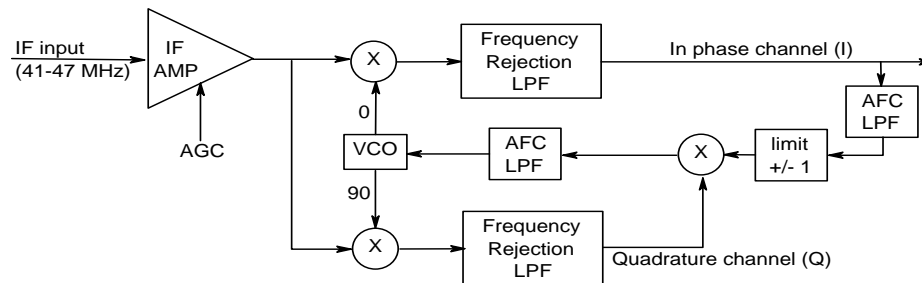 IF input
(41-47 MHz)
IF
AMP
AGC
X
Frequency
Rejection
LPF
In phase channel (I)
AFC
LPF
0
VCO
90
AFC
LPF
X
limit
+/- 1
X
Frequency
Rejection
LPF
Quadrature channel (Q)